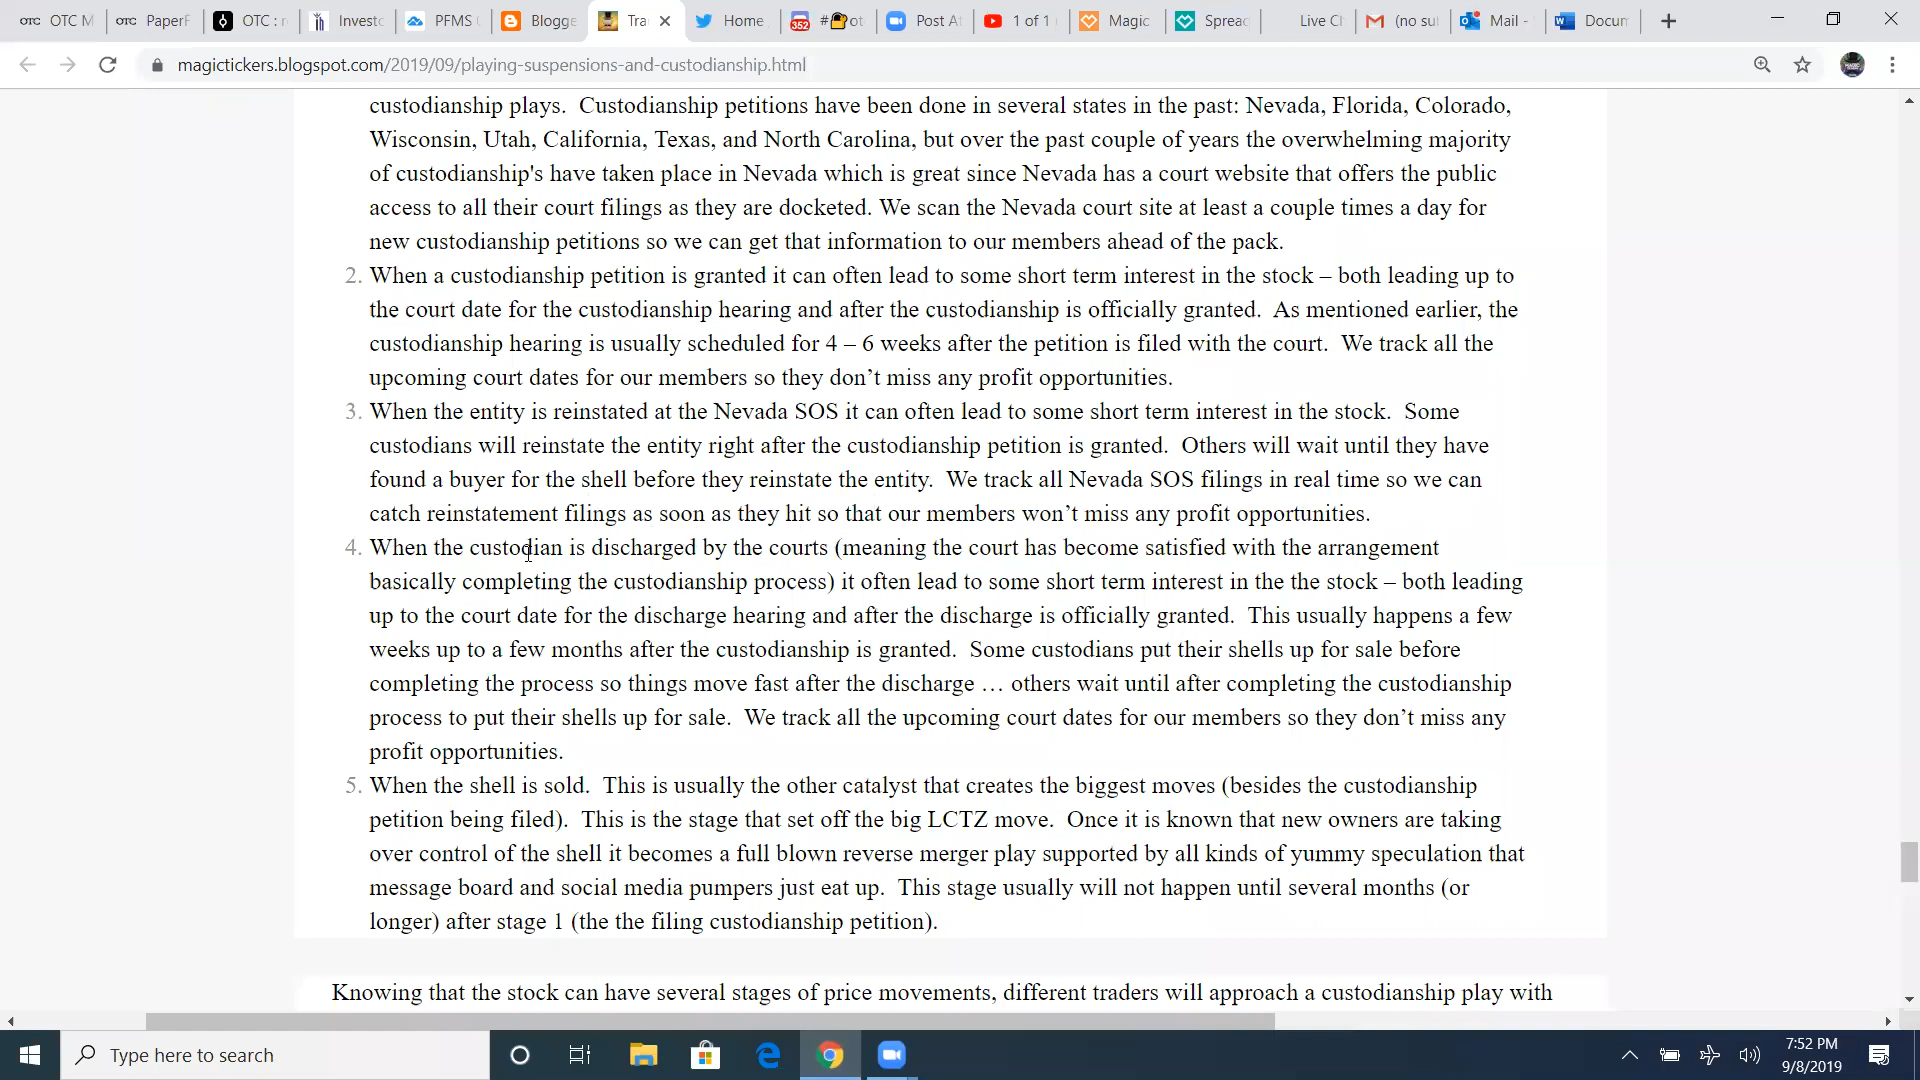 OTC M
PaperF
OTC : r
Invest
PFMS
Blogge
Tra
Home
352
# ot
Post A
1 of 1
Magic
Spread
Live Cl
(no su
Mail -
Docum
magictickers.blogspot.com/2019/09/playing-suspensions-and-custodianship.html
custodianship plays.  Custodianship petitions have been done in several states in the past: Nevada, Florida, Colorado,
Wisconsin, Utah, California, Texas, and North Carolina, but over the past couple of years the overwhelming majority
of custodianship's have taken place in Nevada which is great since Nevada has a court website that offers the public
access to all their court filings as they are docketed. We scan the Nevada court site at least a couple times a day for
new custodianship petitions so we can get that information to our members ahead of the pack.
2. When a custodianship petition is granted it can often lead to some short term interest in the stock – both leading up to
the court date for the custodianship hearing and after the custodianship is officially granted.  As mentioned earlier, the
custodianship hearing is usually scheduled for 4 – 6 weeks after the petition is filed with the court.  We track all the
upcoming court dates for our members so they don’t miss any profit opportunities.
3. When the entity is reinstated at the Nevada SOS it can often lead to some short term interest in the stock.  Some
custodians will reinstate the entity right after the custodianship petition is granted.  Others will wait until they have
found a buyer for the shell before they reinstate the entity.  We track all Nevada SOS filings in real time so we can
catch reinstatement filings as soon as they hit so that our members won’t miss any profit opportunities.
4. When the custodian is discharged by the courts (meaning the court has become satisfied with the arrangement
basically completing the custodianship process) it often lead to some short term interest in the the stock – both leading
up to the court date for the discharge hearing and after the discharge is officially granted.  This usually happens a few
weeks up to a few months after the custodianship is granted.  Some custodians put their shells up for sale before
completing the process so things move fast after the discharge … others wait until after completing the custodianship
process to put their shells up for sale.  We track all the upcoming court dates for our members so they don’t miss any
profit opportunities.
5. When the shell is sold.  This is usually the other catalyst that creates the biggest moves (besides the custodianship
petition being filed).  This is the stage that set off the big LCTZ move.  Once it is known that new owners are taking
over control of the shell it becomes a full blown reverse merger play supported by all kinds of yummy speculation that
message board and social media pumpers just eat up.  This stage usually will not happen until several months (or
longer) after stage 1 (the the filing custodianship petition).
Knowing that the stock can have several stages of price movements, different traders will approach a custodianship play with
Type here to search
7:52 PM
9/8/2019